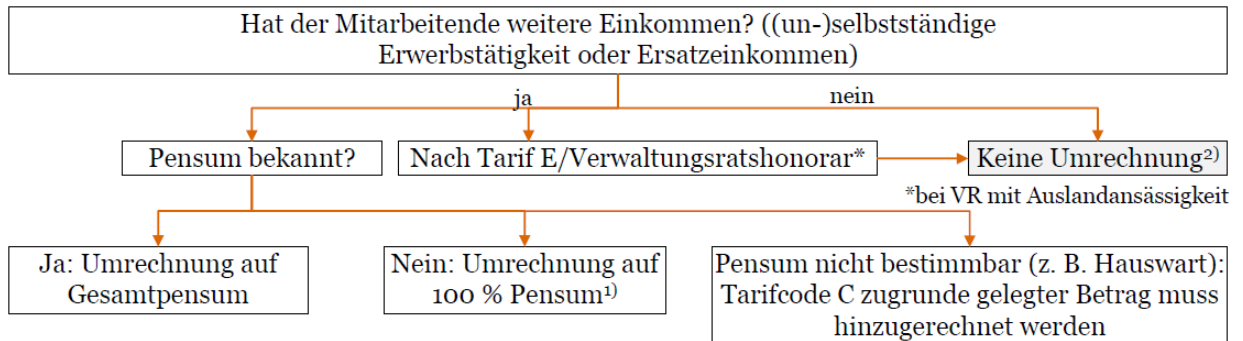 Hat der Mitarbeitende weitere Einkommen? ((un-)selbstständige
Erwerbstätigkeit oder Ersatzeinkommen)
ja
nein
Pensum bekannt?
Nach Tarif E/Verwaltungsratshonorar*
Keine Umrechnung²⁾
*bei VR mit Auslandansässigkeit
Ja: Umrechnung auf
Gesamtpensum
Nein: Umrechnung auf
100 % Pensum¹⁾
Pensum nicht bestimmbar (z. B. Hauswart):
Tarifcode C zugrunde gelegter Betrag muss
hinzugerechnet werden